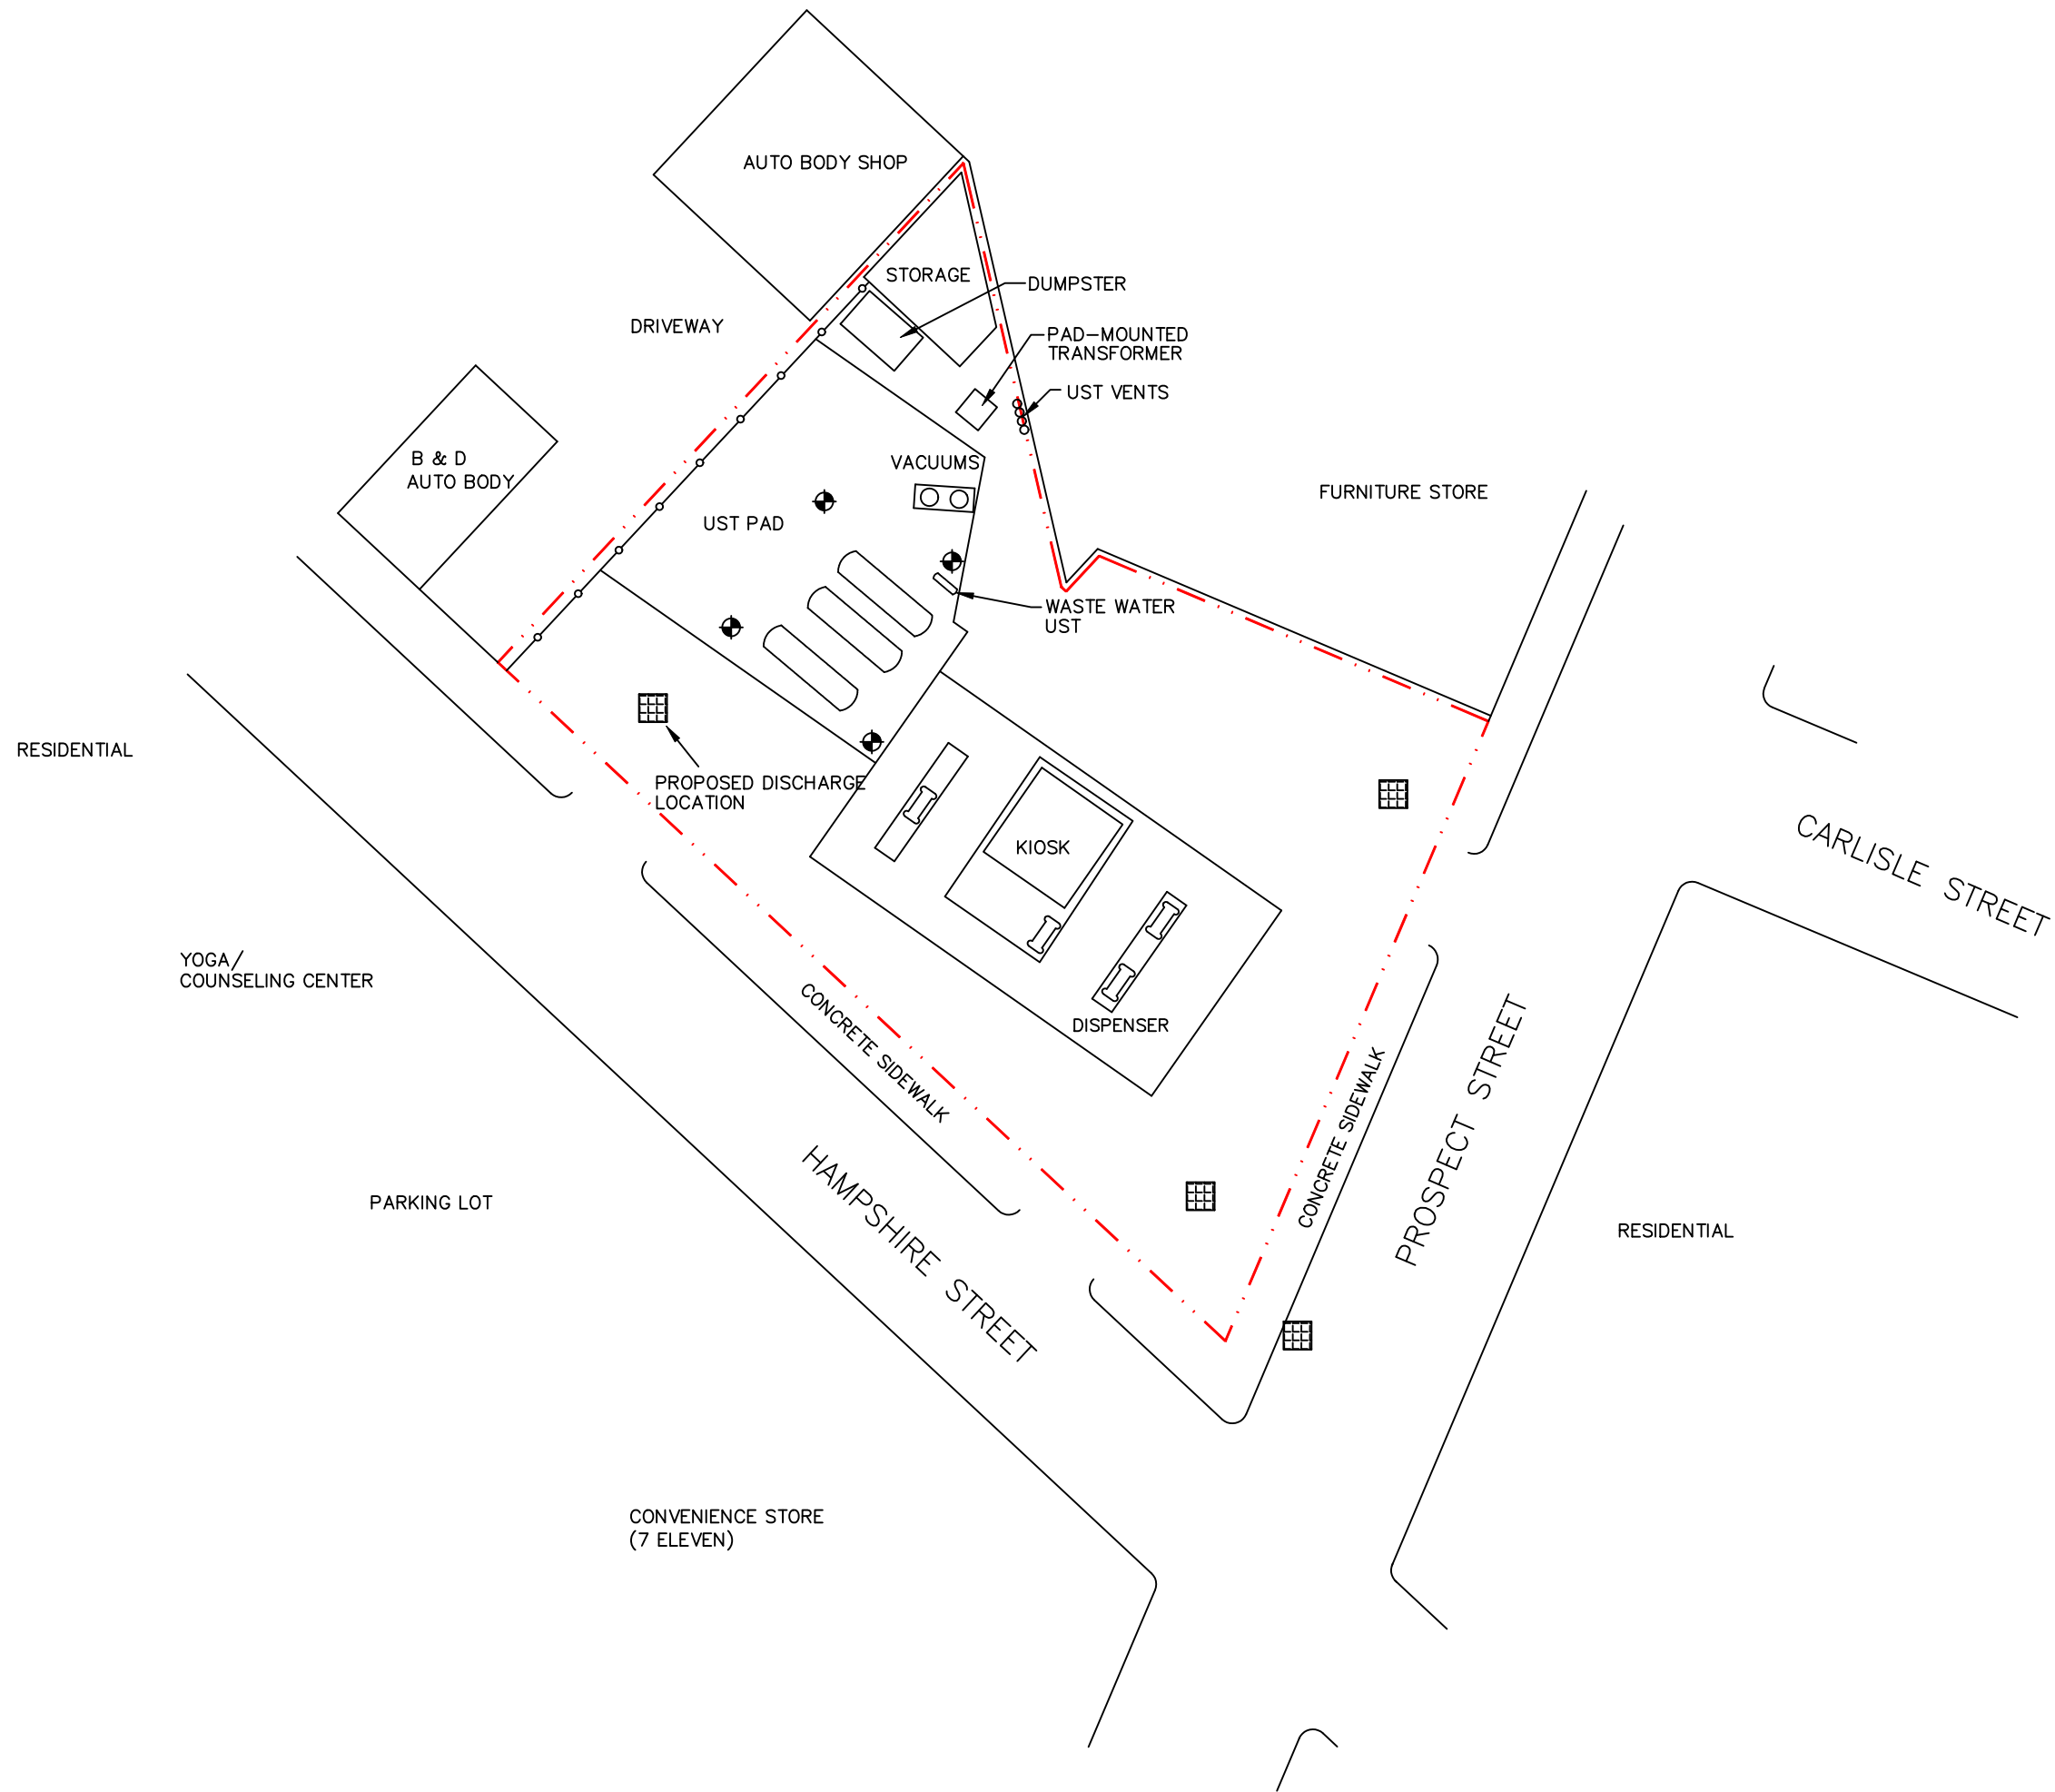 AUTO BODY SHOP
STORAGE
DUMPSTER
DRIVEWAY
PAD-MOUNTED
TRANSFORMER
UST VENTS
B & D
AUTO BODY
VACUUMS
FURNITURE STORE
UST PAD
WASTE WATER
UST
RESIDENTIAL
PROPOSED DISCHARGE
LOCATION
KIOSK
CARLISLE STREET
YOGA/
COUNSELING CENTER
DISPENSER
CONCRETE SIDEWALK
CONCRETE SIDEWALK
PROSPECT STREET
HAMPSHIRE STREET
PARKING LOT
RESIDENTIAL
CONVENIENCE STORE
(7 ELEVEN)